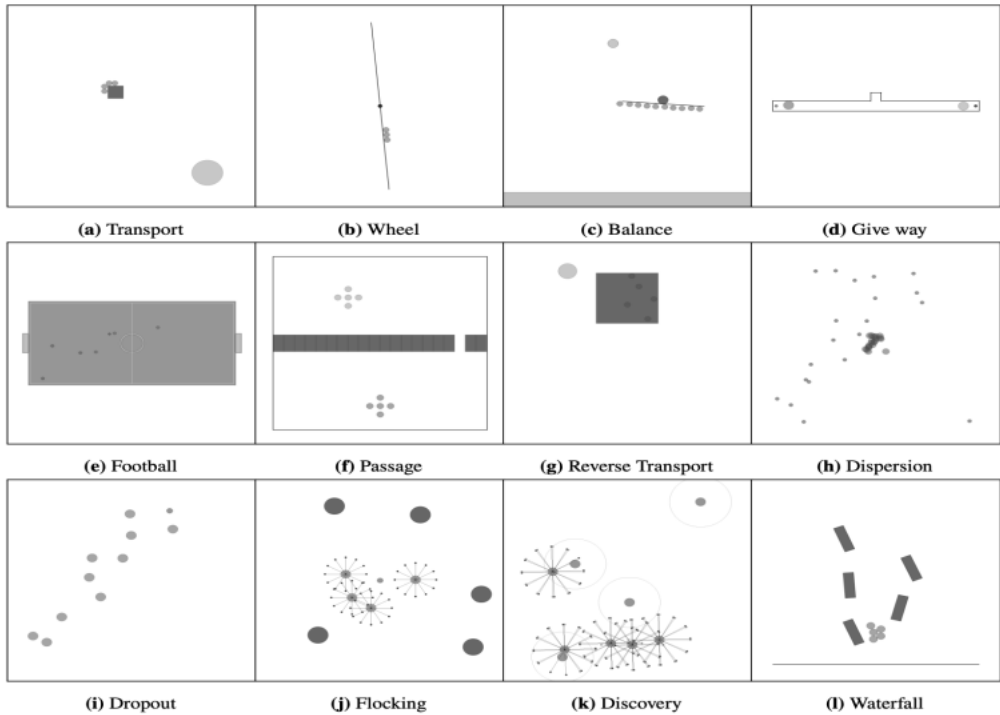 (a) Transport
(b) Wheel
(c) Balance
(d) Give way
(e) Football
(f) Passage
(g) Reverse Transport
(h) Dispersion
(i) Dropout
(j) Flocking
(k) Discovery
(l) Waterfall